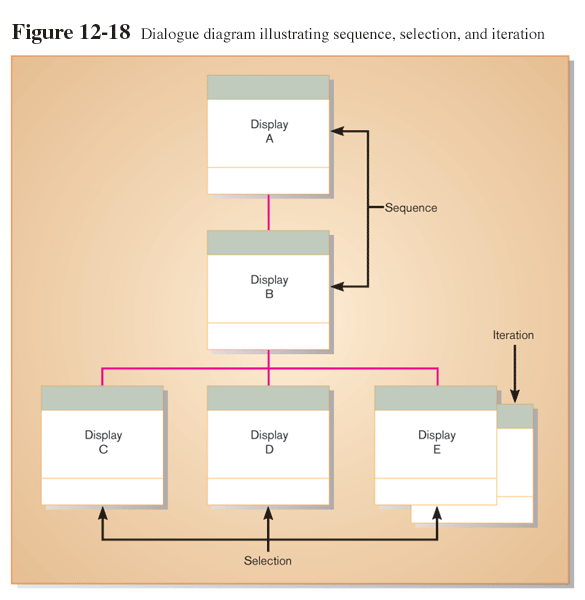 Figure 12-18 Dialogue diagram illustrating sequence, selection, and iteration
Display
A
Sequence
Display
B
Iteration
Display
C
Display
D
Display
E
Selection